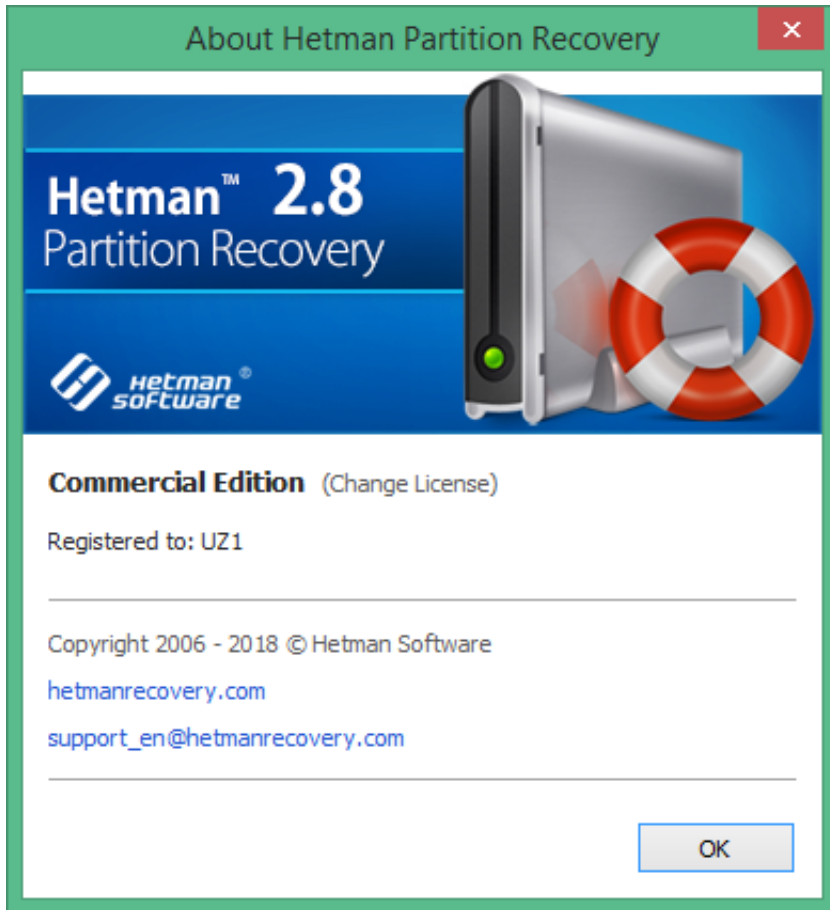 About Hetman Partition Recovery
Hetman™ 2.8
Partition Recovery
Hetman®
software
Commercial Edition (Change License)
Registered to: UZ1
Copyright 2006 - 2018 © Hetman Software
hetmanrecovery.com
support_en@hetmanrecovery.com
OK